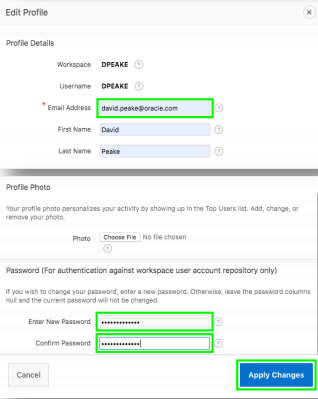 Edit Profile
Profile Details
Workspace DPEAKE
Username DPEAKE
* Email Address david.peake@oracle.com
First Name David
Last Name Peake
Profile Photo
Your profile photo personalizes your activity by showing up in the Top Users list. Add, change, or
remove your photo.
Photo Choose File No file chosen
Password (For authentication against workspace user account repository only)
If you wish to change your password, enter a new password. Otherwise, leave the password columns
null and the current password will not be changed.
Enter New Password •••••••••••••
Confirm Password •••••••••••••
Cancel Apply Changes